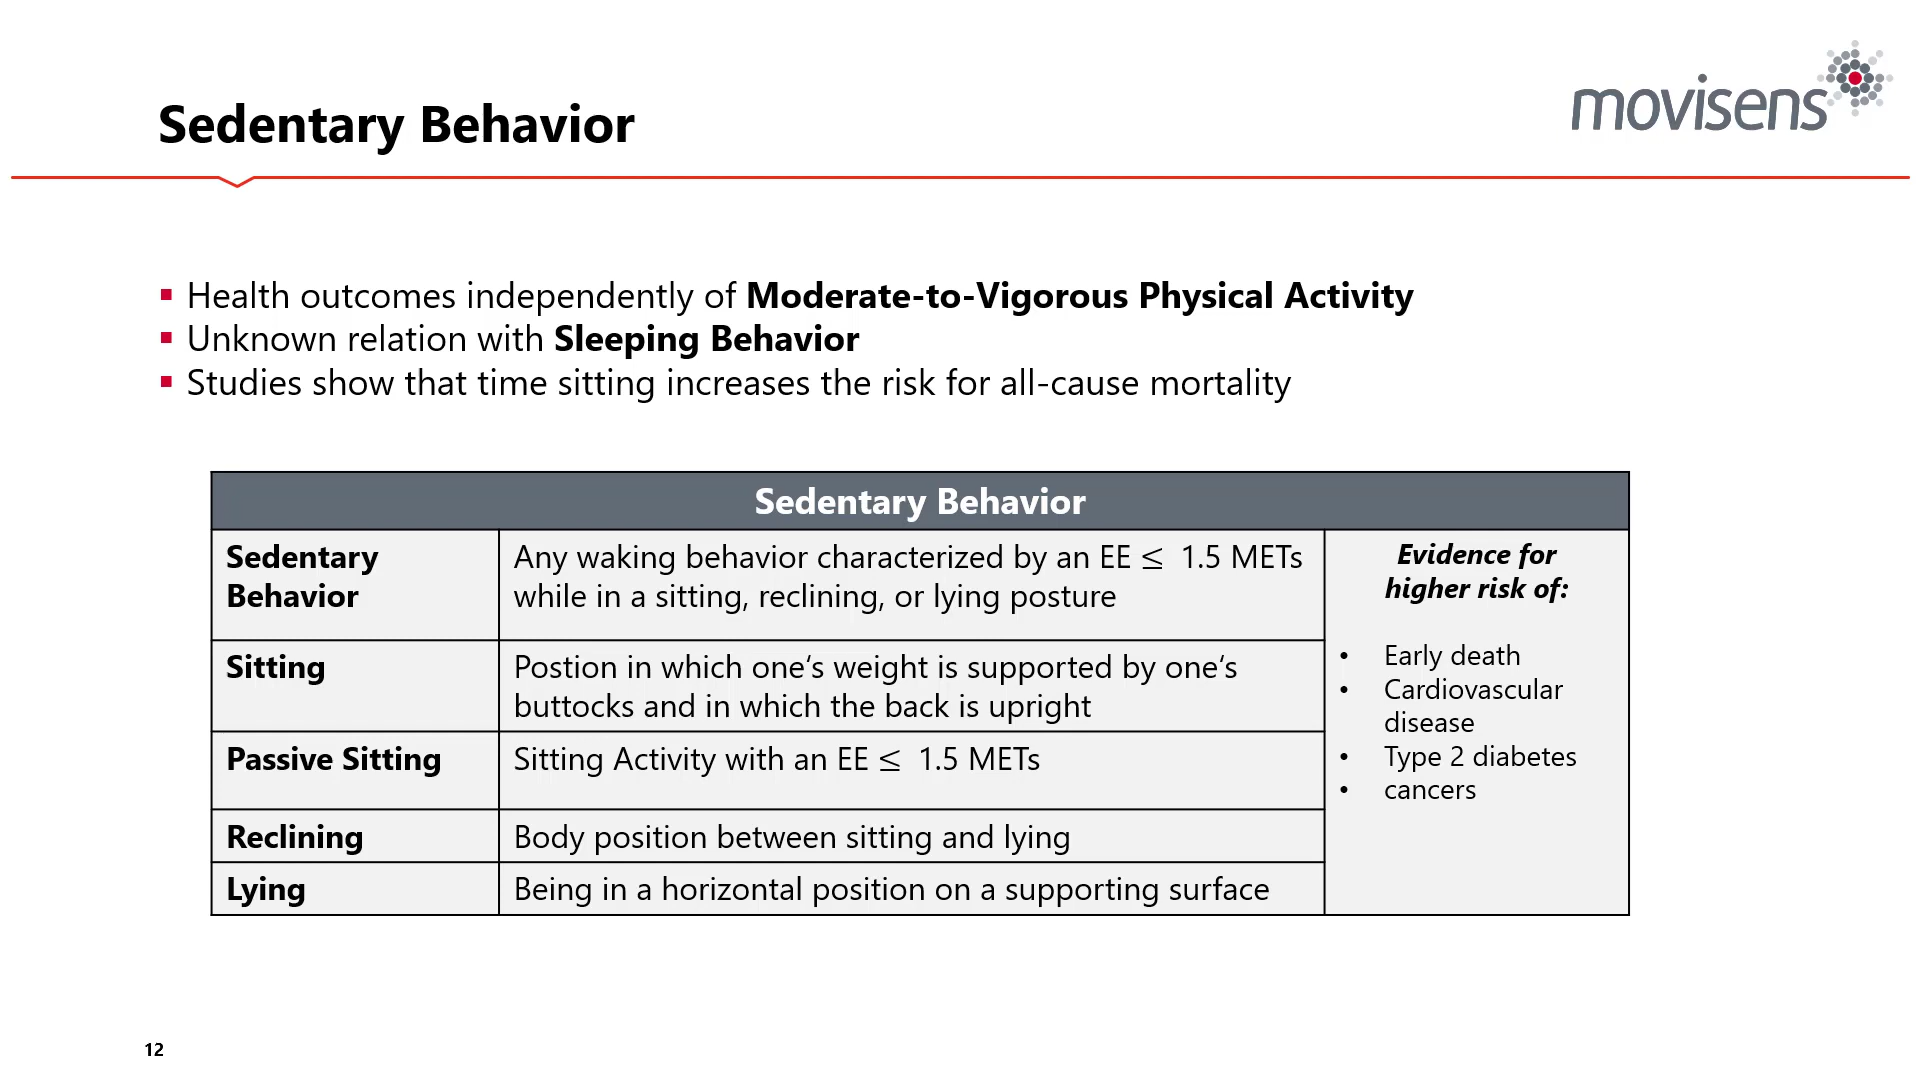 movisens
Sedentary Behavior
▪ Health outcomes independently of Moderate-to-Vigorous Physical Activity
▪ Unknown relation with Sleeping Behavior
▪ Studies show that time sitting increases the risk for all-cause mortality
Sedentary Behavior
Sedentary
Behavior
Any waking behavior characterized by an EE ≤ 1.5 METs
while in a sitting, reclining, or lying posture
Sitting
Postion in which one‘s weight is supported by one‘s
buttocks and in which the back is upright
Passive Sitting
Sitting Activity with an EE ≤ 1.5 METs
Reclining
Body position between sitting and lying
Lying
Being in a horizontal position on a supporting surface
Evidence for
higher risk of:
• Early death
• Cardiovascular
disease
• Type 2 diabetes
• cancers
12